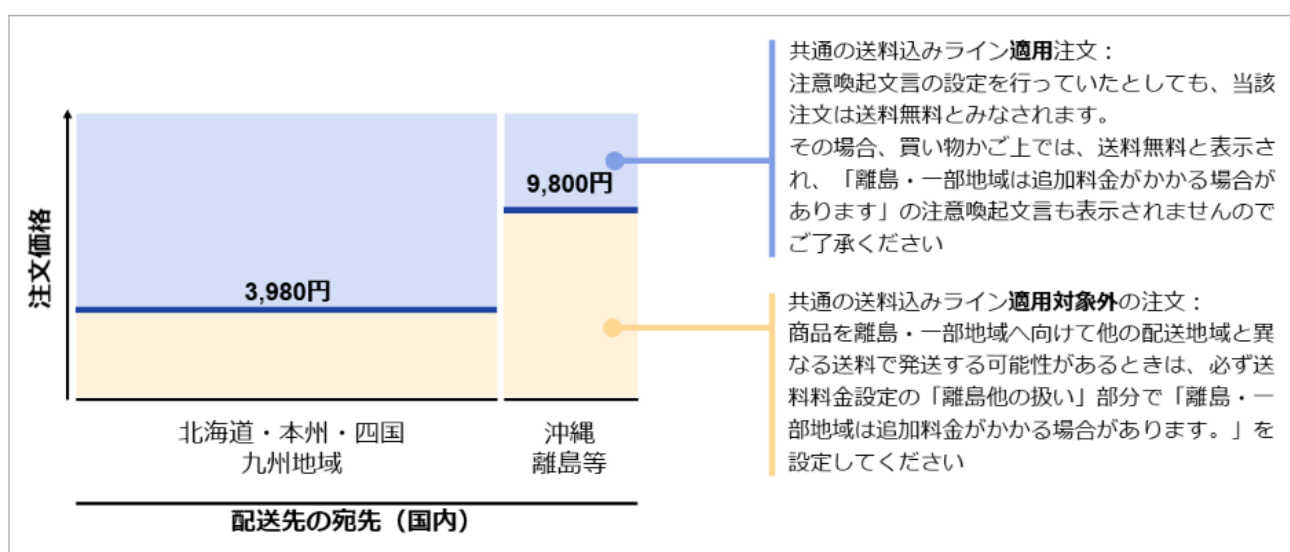 共通の送料込みライン適用注文：
注意喚起文言の設定を行っていたとしても、当該
注文は送料無料とみなされます。
その場合、買い物かご上では、送料無料と表示さ
れ、「離島・一部地域は追加料金がかかる場合が
あります」の注意喚起文言も表示されませんので
ご了承ください
9,800円
3,980円
注文価格
共通の送料込みライン適用対象外の注文：
商品を離島・一部地域へ向けて他の配送地域と異
なる送料で発送する可能性があるときは、必ず送
料料金設定の「離島他の扱い」部分で「離島・一
部地域は追加料金がかかる場合があります。」を
設定してください
北海道・本州・四国
九州地域
沖縄
離島等
配送先の宛先（国内）